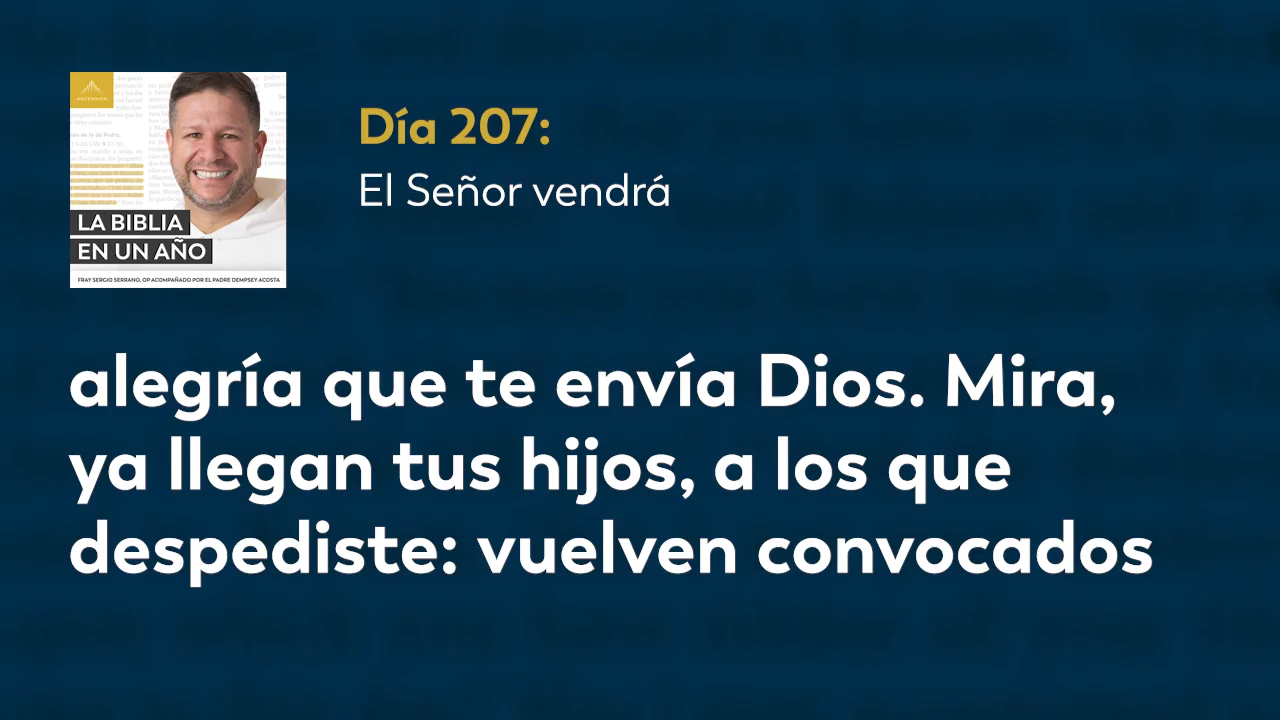 ASCENSION
LA BIBLIA
EN UN AÑO
FRAY SERGIO SERRANO, OP ACOMPAÑADO POR EL PADRE DEMPSEY ACOSTA
Día 207:
El Señor vendrá
alegría que te envía Dios. Mira,
ya llegan tus hijos, a los que
despediste: vuelven convocados